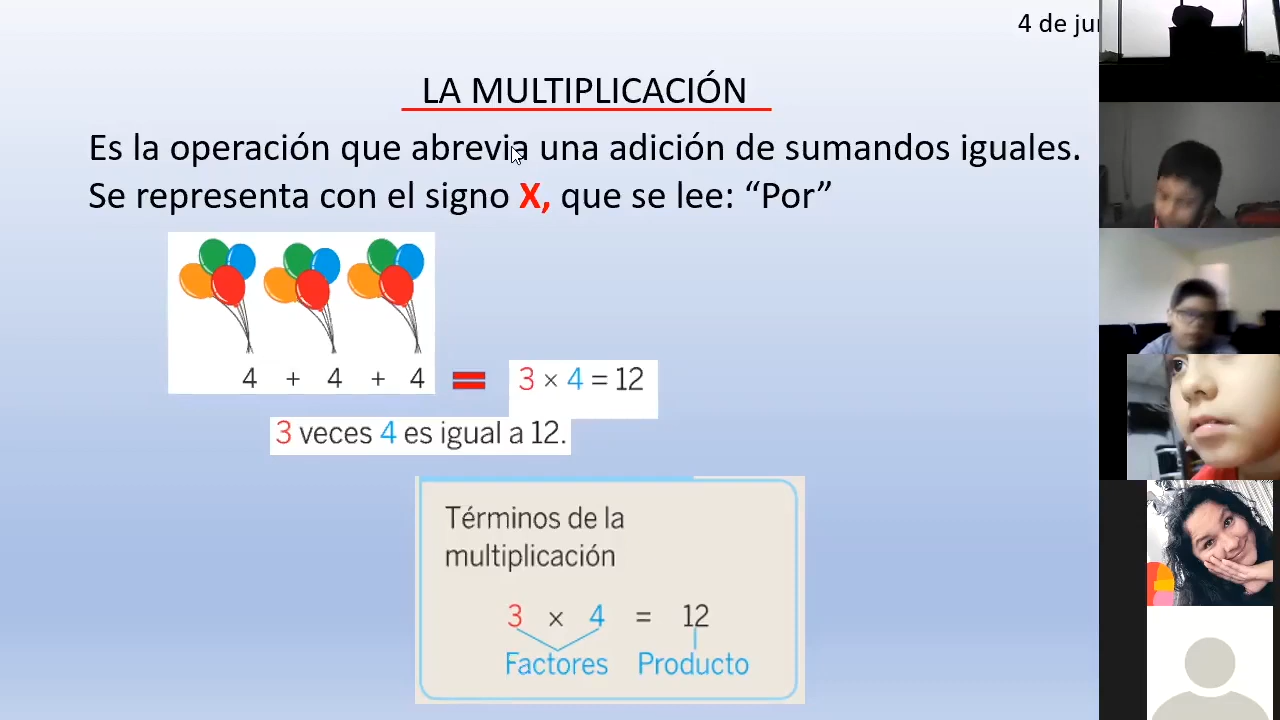 4 de
LA MULTIPLICACIÓN
Es la operación que abrevia una adición de sumandos iguales.
Se representa con el signo X, que se lee: “Por”
4 + 4 + 4 = 3 × 4 = 12
3 veces 4 es igual a 12.
Términos de la
multiplicación
3 × 4 = 12
Factores Producto